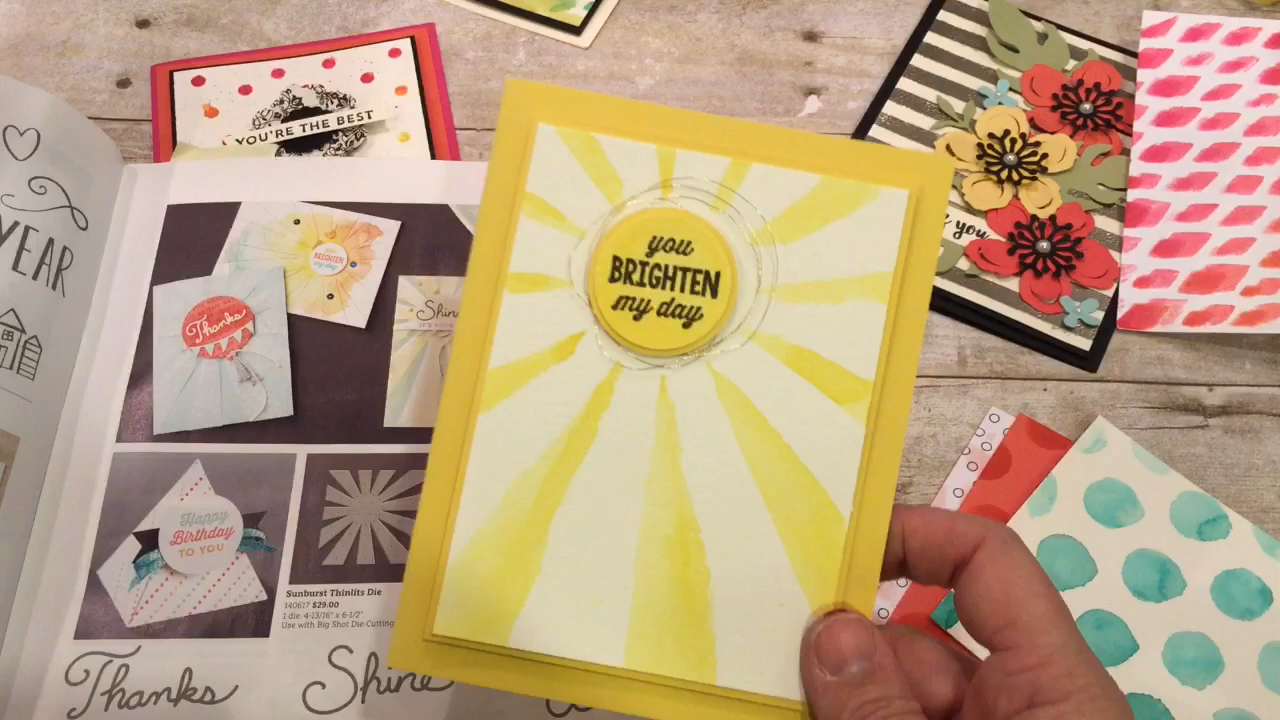 YOU'RE THE BEST
YEAR
BRIGHTEN
my day
Thanks
you
BRIGHTEN
my day
you
Happy
Birthday
TO YOU
Sunburst Thinlits Die
140617 $29.00
1 die. 4-13/16" x 6-1/2"
Use with Big Shot Die-Cutting
Thanks
Shine